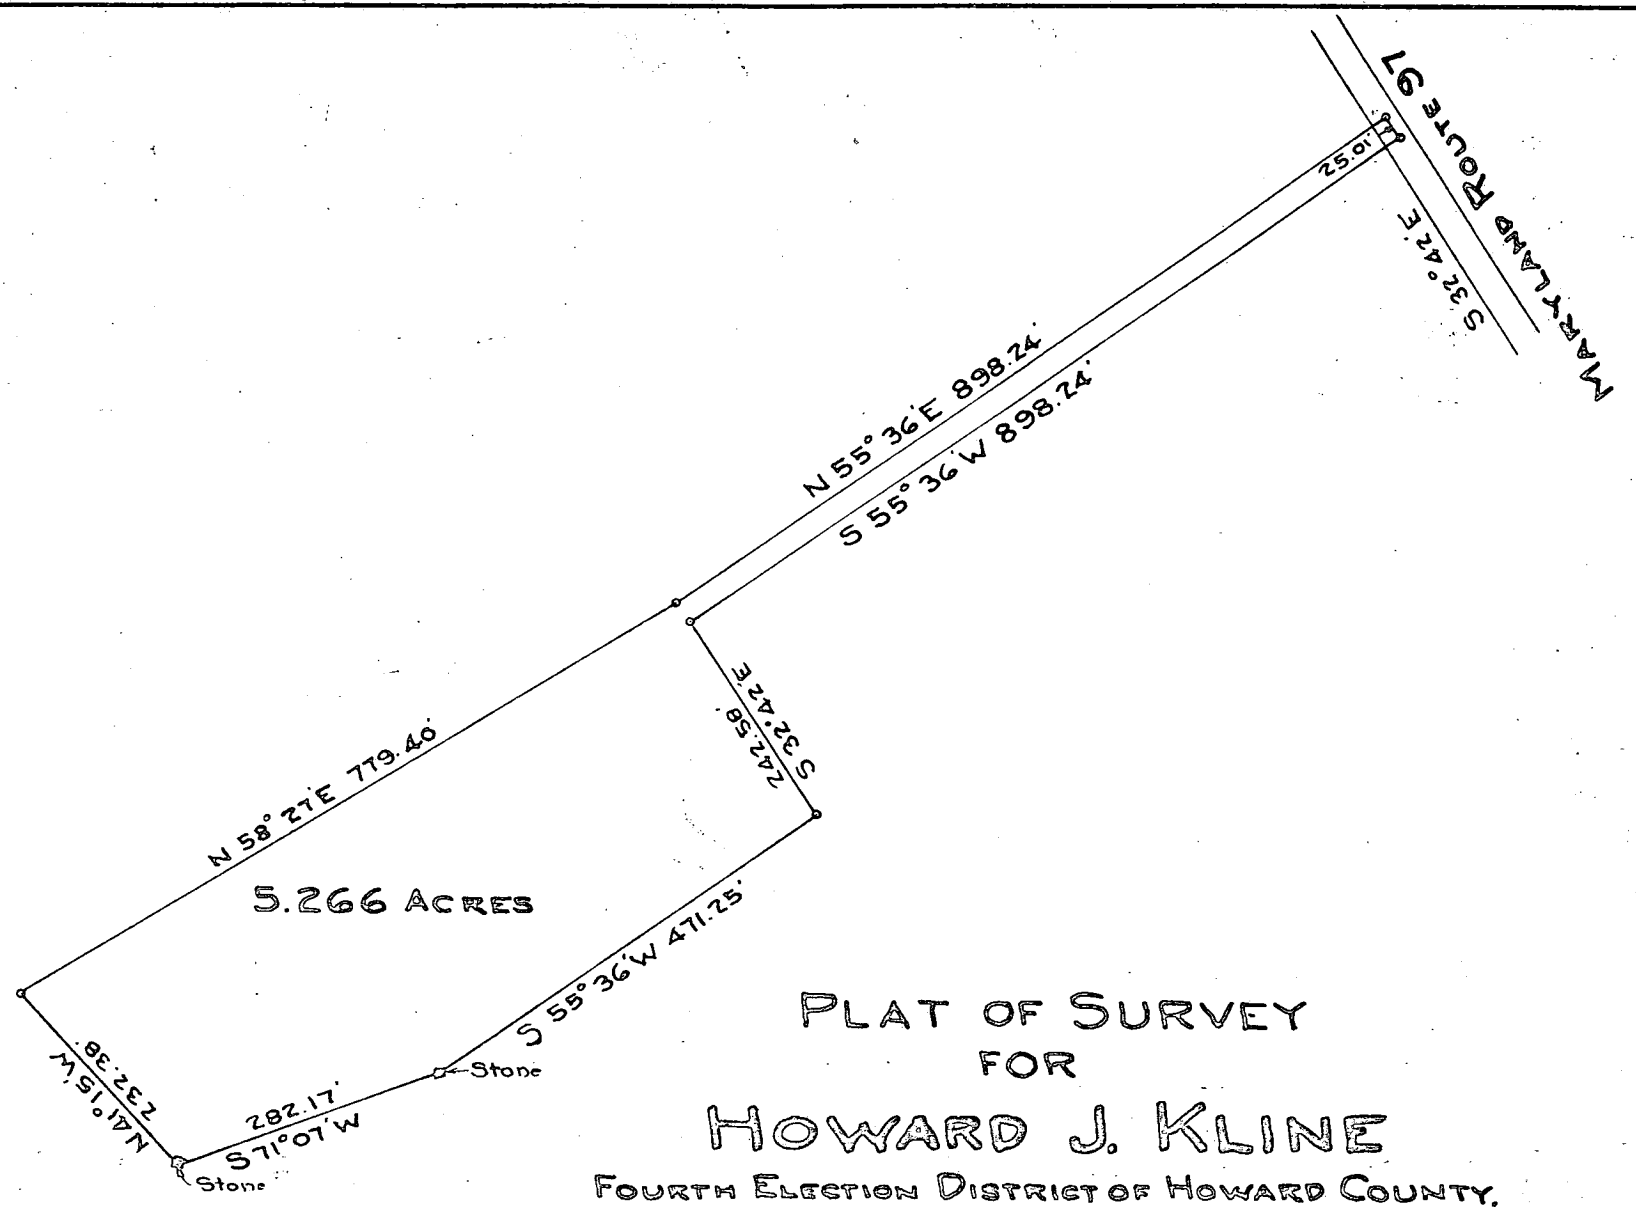 MARYLAND ROUTE 97
25.01'
S 32° 42' E
N 55° 36' E 898.24'
S 55° 36' W 898.24'
242.58'
S 32° 42' E
N 58° 27' E 779.40'
5.266 ACRES
S 55° 36' W 471.25'
Stone
282.17'
S 71° 07' W
232.38'
N 41° 15' W
Stone
PLAT OF SURVEY
FOR
HOWARD J. KLINE
FOURTH ELECTION DISTRICT OF HOWARD COUNTY.